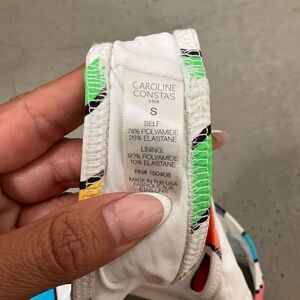 CAROLINE
CONSTAS
S
SELF:
74% POLYAMIDE
26% ELASTANE
LINING:
90% POLYAMIDE
10% ELASTANE
RN# 150408
MADE IN THE USA